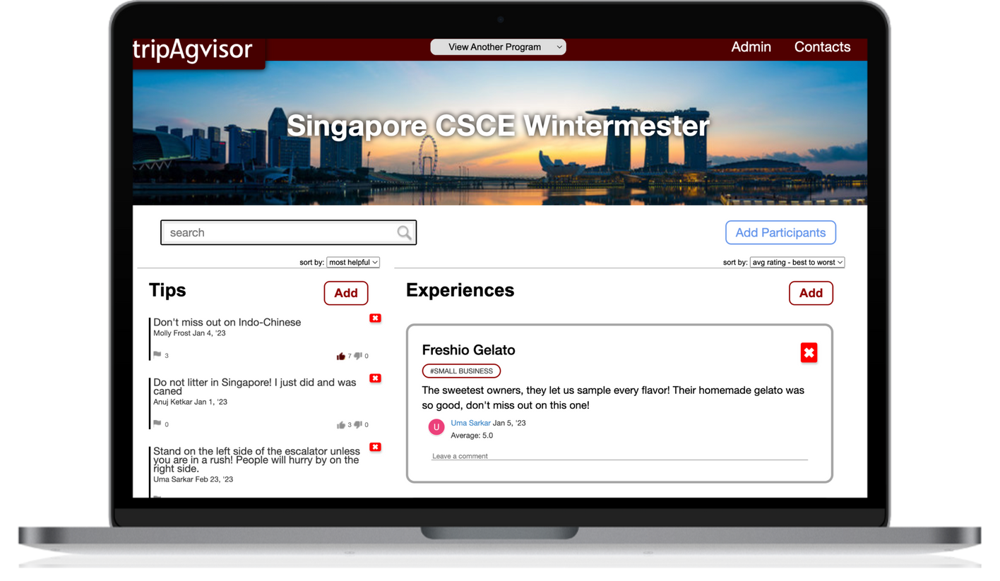 tripAgvisor
View Another Program
Admin
Contacts
Singapore CSCE Wintermester
search
Add Participants
sort by: most helpful
sort by: avg rating - best to worst
Tips
Add
Experiences
Add
Don't miss out on Indo-Chinese
Molly Frost Jan 4, '23
3
7 0
Do not litter in Singapore! I just did and was
caned
Anuj Ketkar Jan 1, '23
0
3 0
Stand on the left side of the escalator unless
you are in a rush! People will hurry by on the
right side.
Uma Sarkar Feb 23, '23
Freshio Gelato
#SMALL BUSINESS
The sweetest owners, they let us sample every flavor! Their homemade gelato was
so good, don't miss out on this one!
U
Uma Sarkar Jan 5, '23
Average: 5.0
Leave a comment